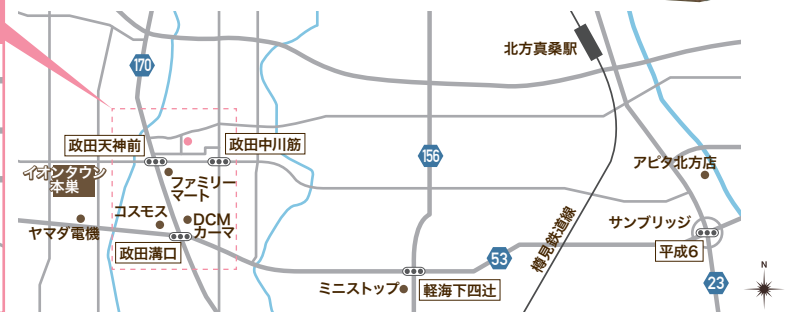 北方真桑駅
170
政田天神前
政田中川筋
156
アピタ北方店
イオンタウン
本巣
ファミリー
マート
コスモス
DCM
カーマ
サンブリッジ
ヤマダ電機
樽見鉄道線
政田溝口
平成6
53
N
ミニストップ
軽海下四辻
23